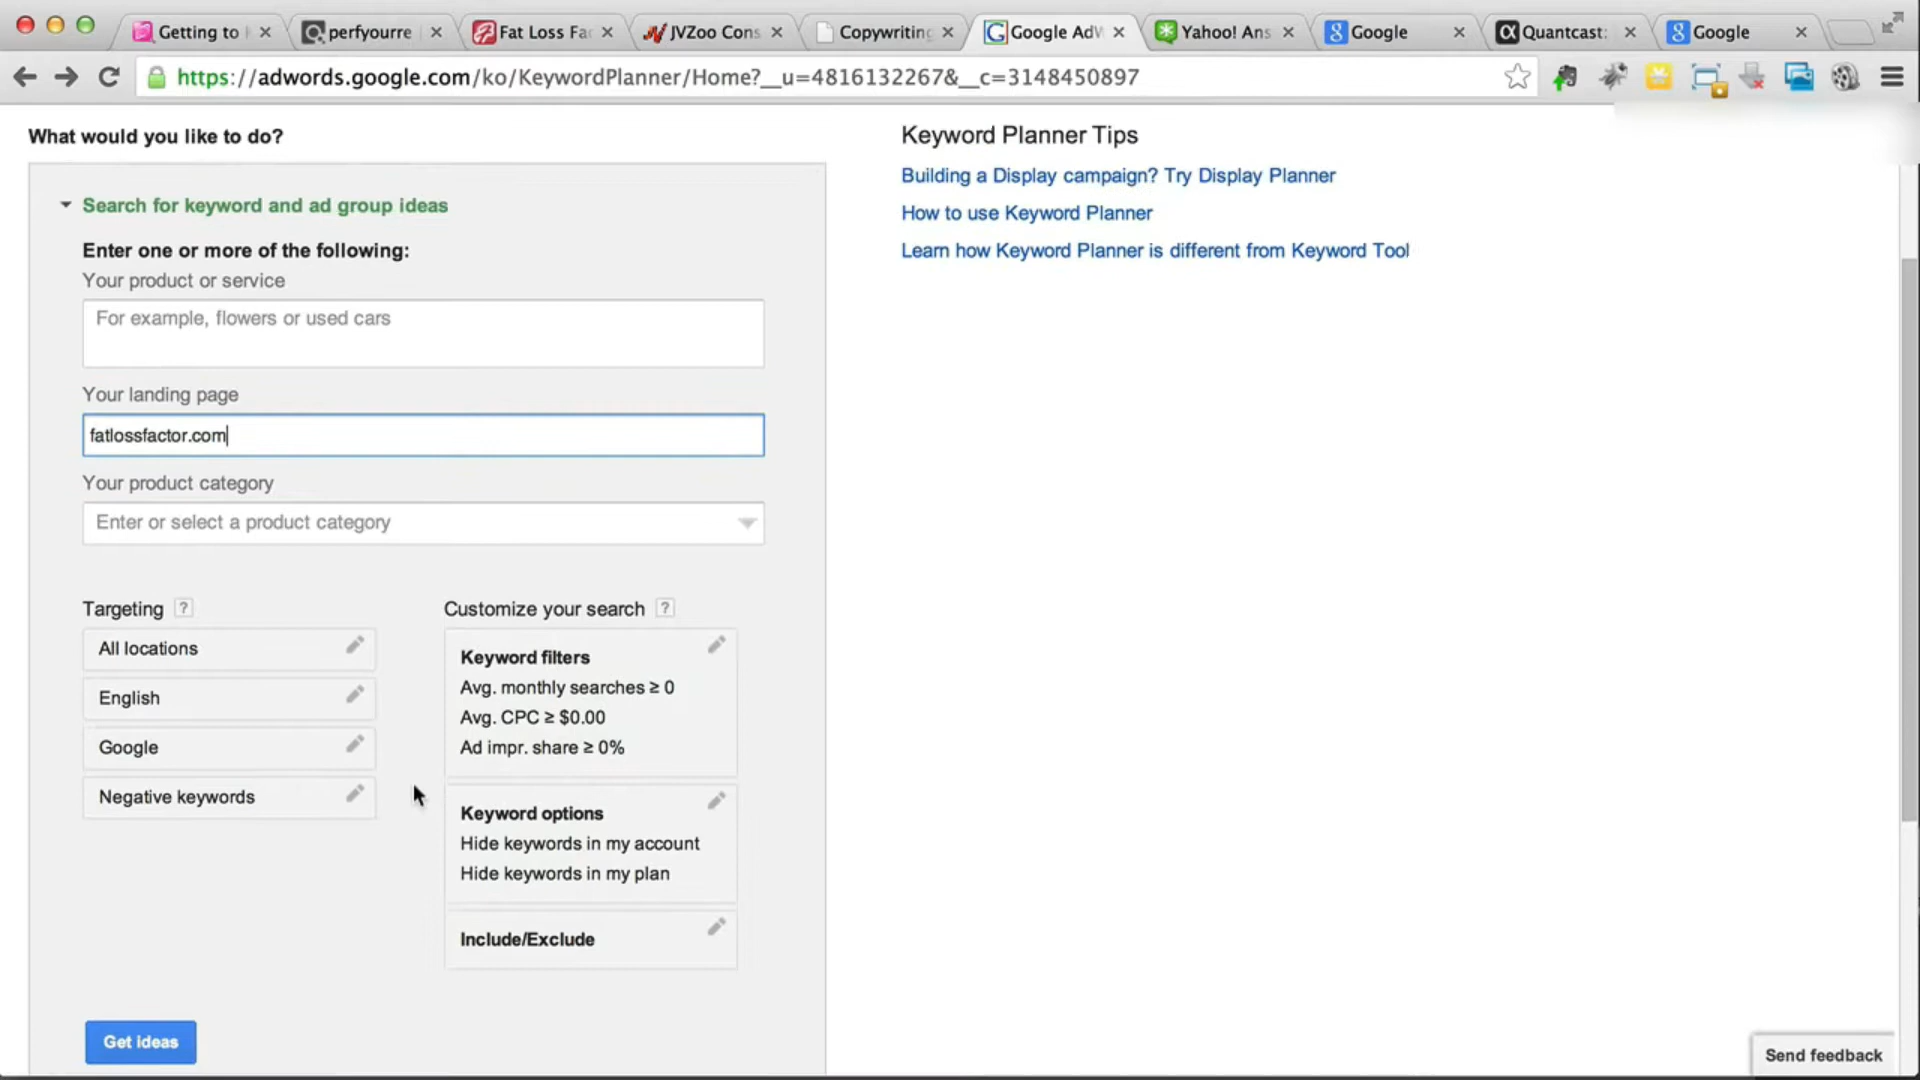 Getting to
perfyourre
Fat Loss Fac
JVZoo Cons
Copywriting
Google AdW
Yahoo! Ans
Google
Quantcast:
Google
https://adwords.google.com/ko/KeywordPlanner/Home?__u=4816132267&__c=3148450897
What would you like to do?
Search for keyword and ad group ideas
Enter one or more of the following:
Your product or service
For example, flowers or used cars
Your landing page
fatlossfactor.com
Your product category
Enter or select a product category
Targeting ?
All locations
English
Google
Negative keywords
Customize your search ?
Keyword filters
Avg. monthly searches ≥ 0
Avg. CPC ≥ $0.00
Ad impr. share ≥ 0%
Keyword options
Hide keywords in my account
Hide keywords in my plan
Include/Exclude
Get ideas
Keyword Planner Tips
Building a Display campaign? Try Display Planner
How to use Keyword Planner
Learn how Keyword Planner is different from Keyword Tool
Send feedback